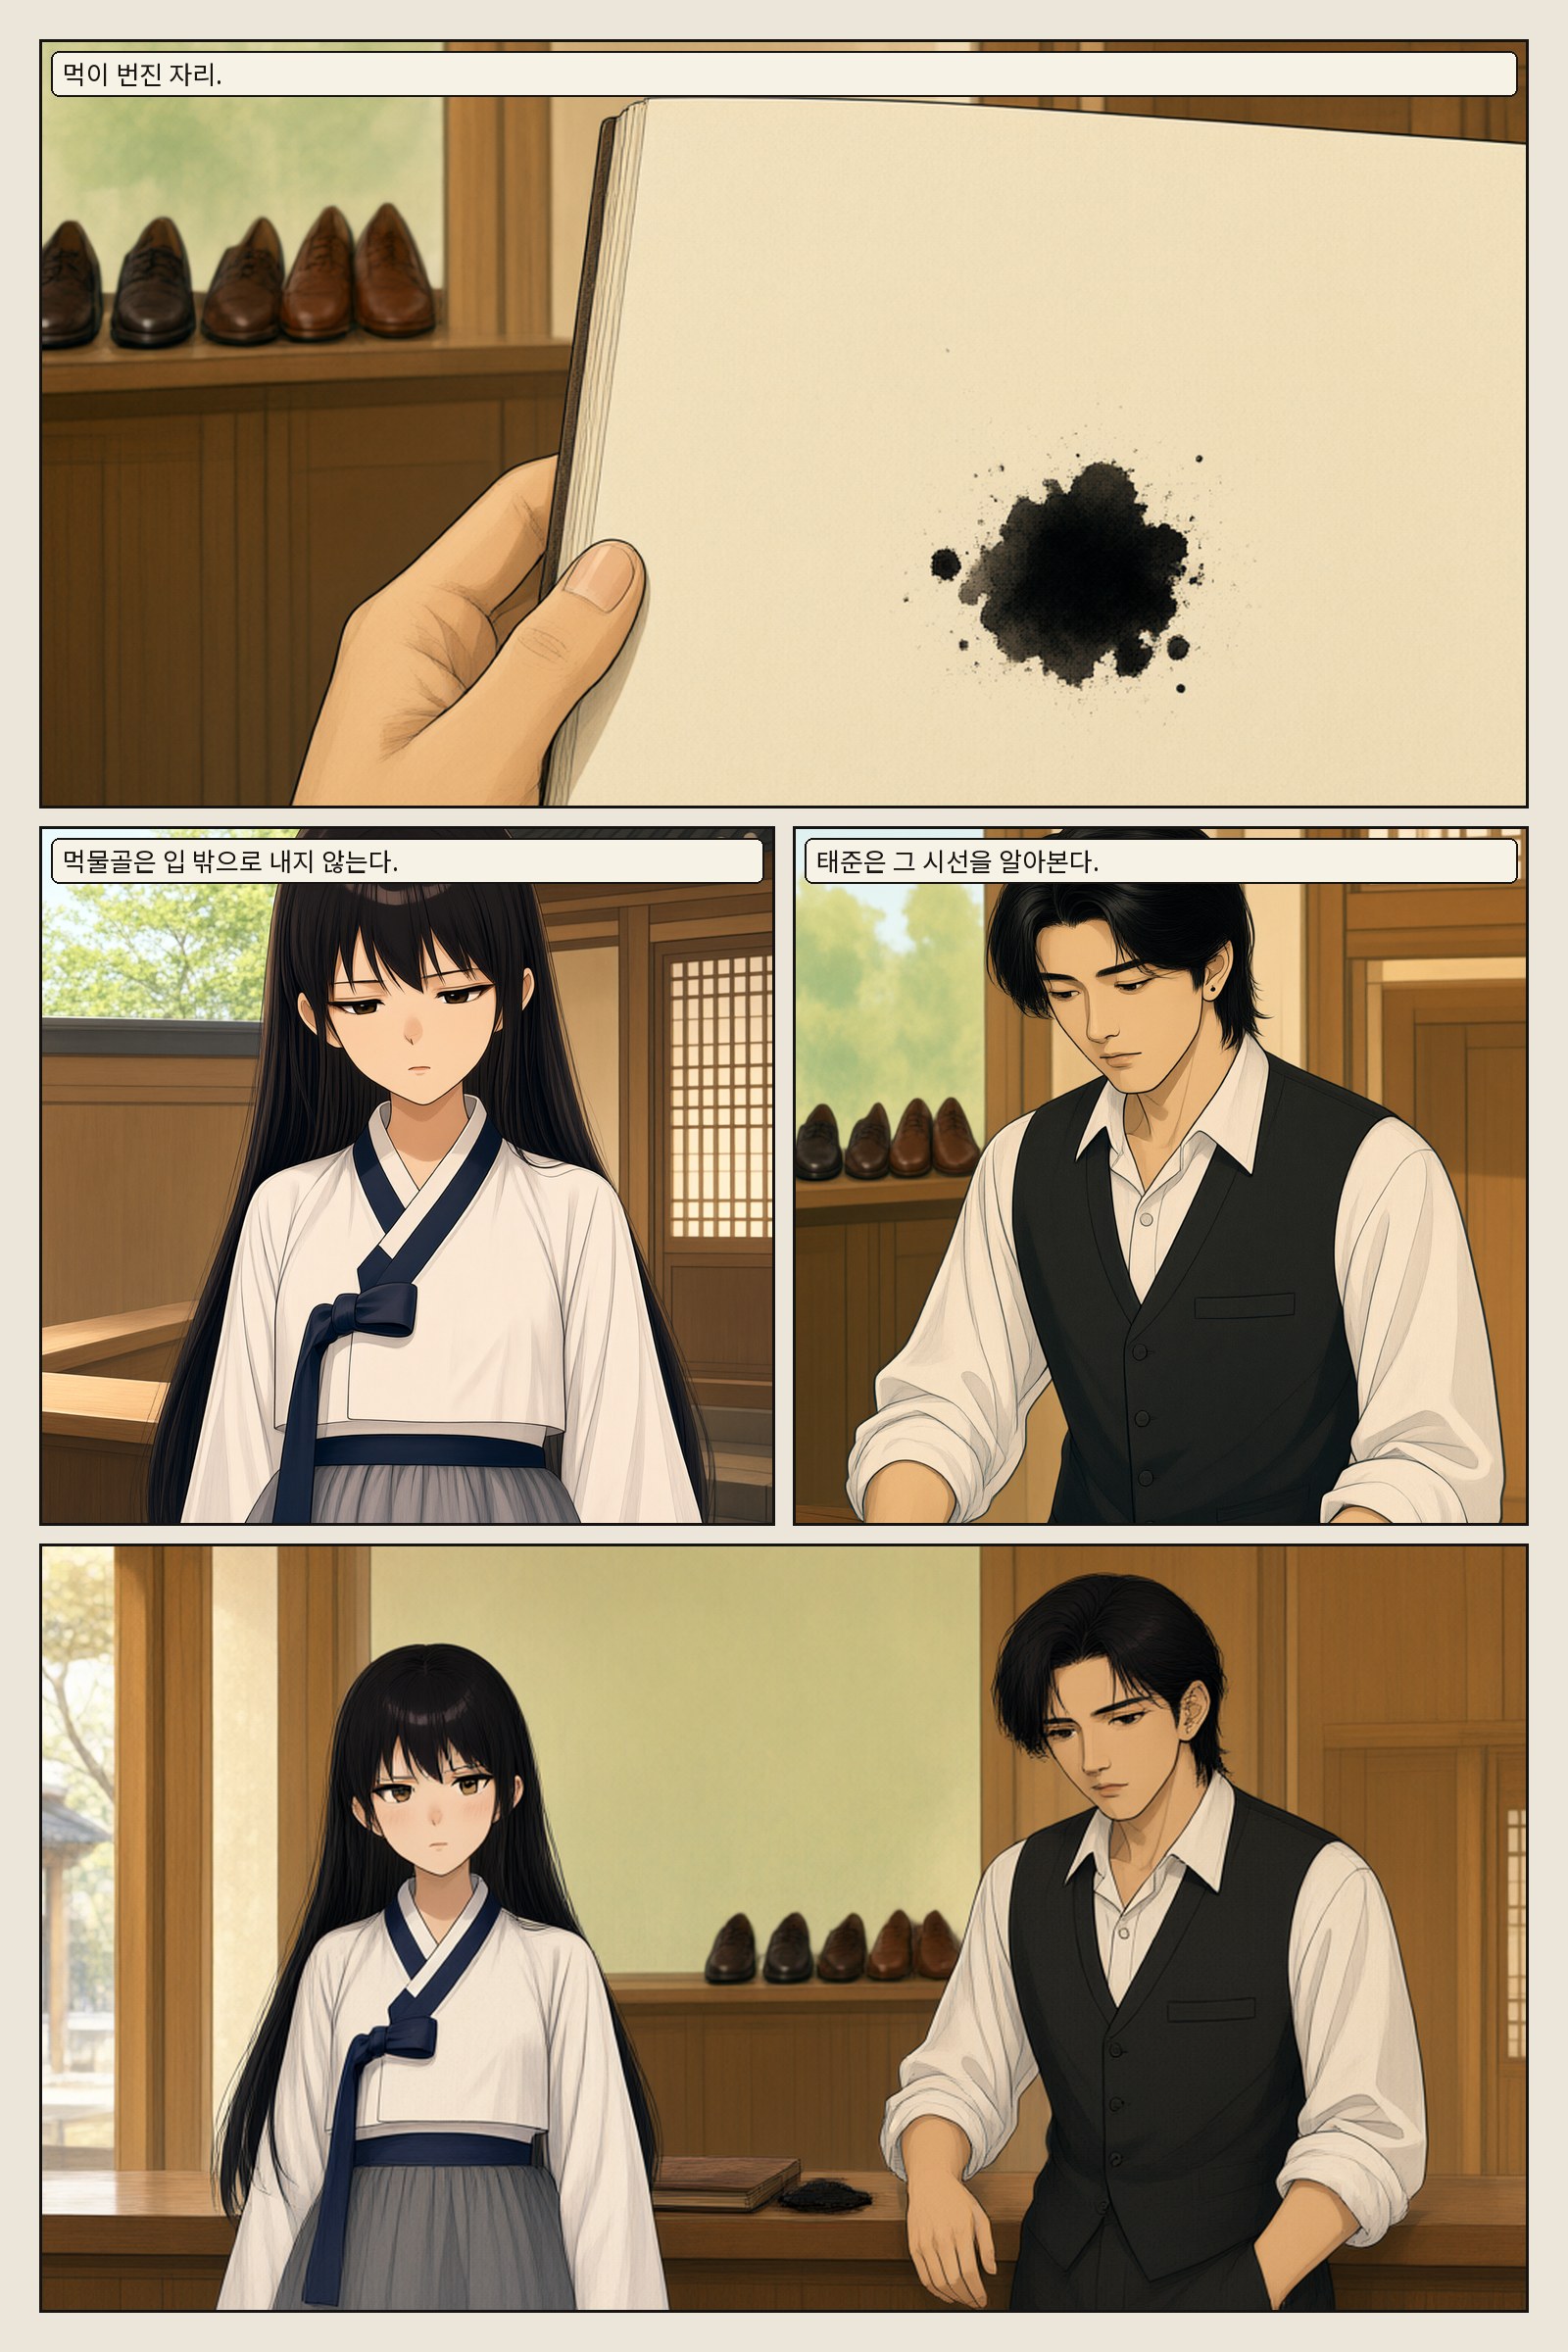 먹이 번진 자리.
먹물골은 입 밖으로 내지 않는다.
태준은 그 시선을 알아본다.